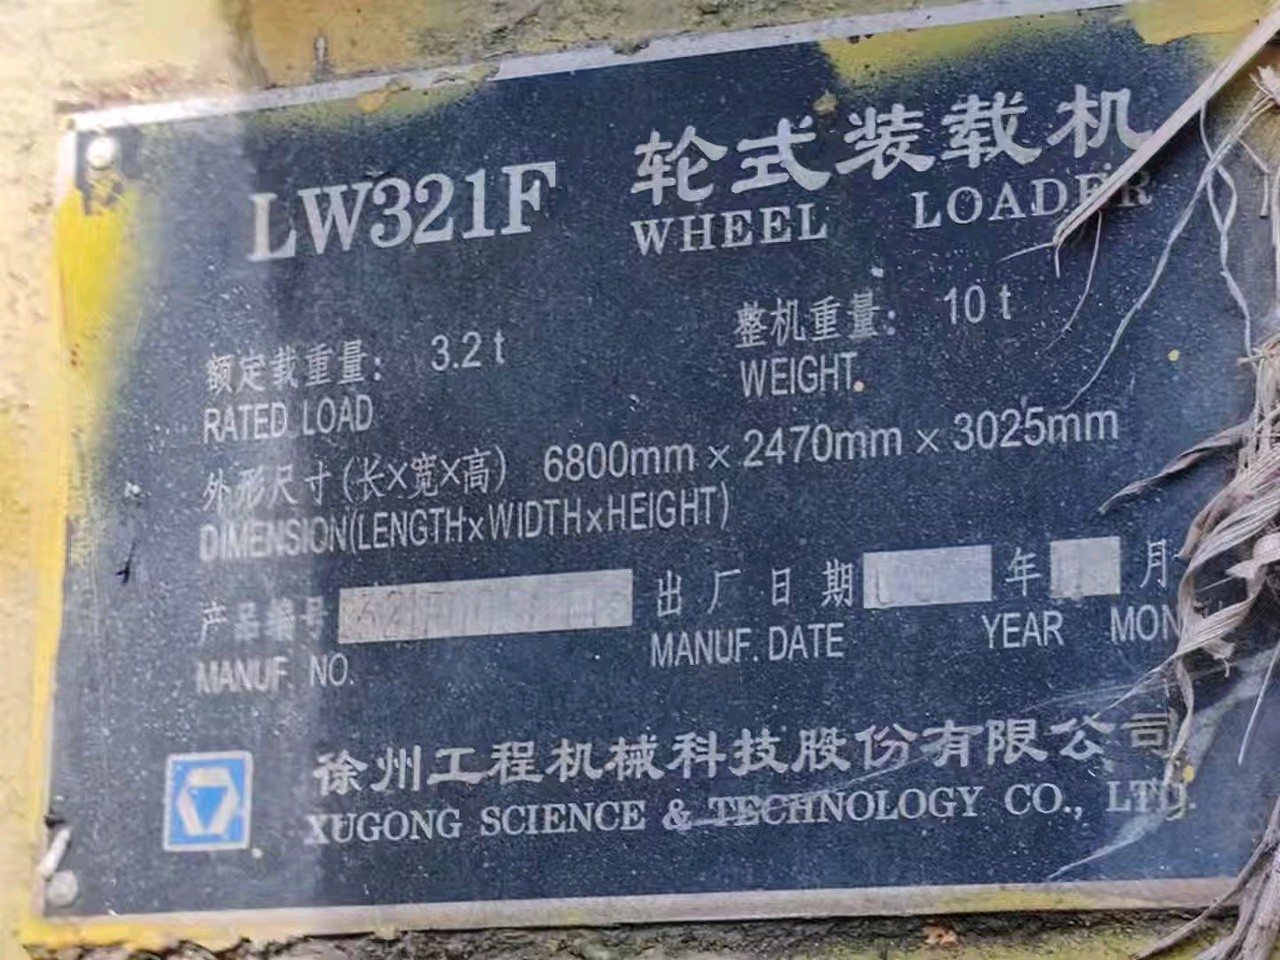 LW321F 轮式装载机
WHEEL LOADER
额定载重量： 3.2 t 整机重量： 10 t
RATED LOAD WEIGHT
外形尺寸（长×宽×高） 6800mm × 2470mm × 3025mm
DIMENSION(LENGTH×WIDTH×HEIGHT)
产品编号 出厂日期 年 月
MANUF. NO. MANUF. DATE YEAR MON
徐州工程机械科技股份有限公司
XUGONG SCIENCE & TECHNOLOGY CO., LTD.